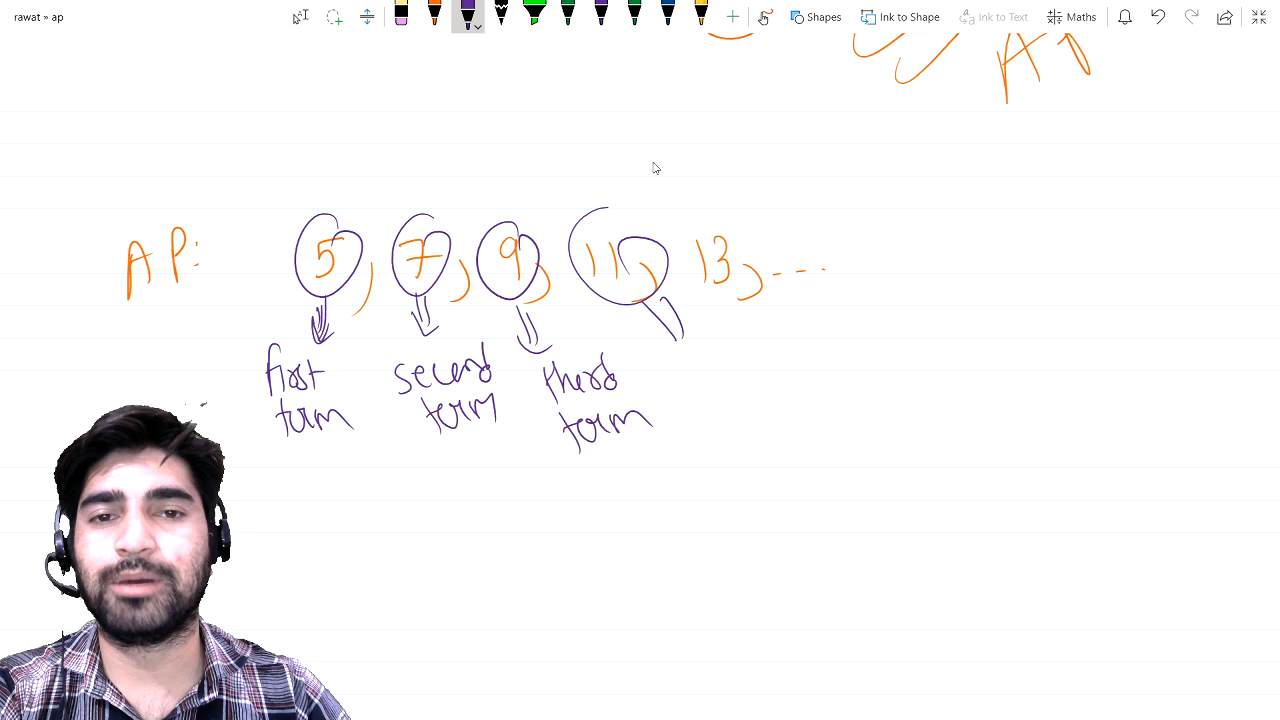 rawat » ap
Shapes
Ink to Shape
Ink to Text
Maths
AP
AP: 5, 7, 9, 11, 13, ---
first term
second term
therd term